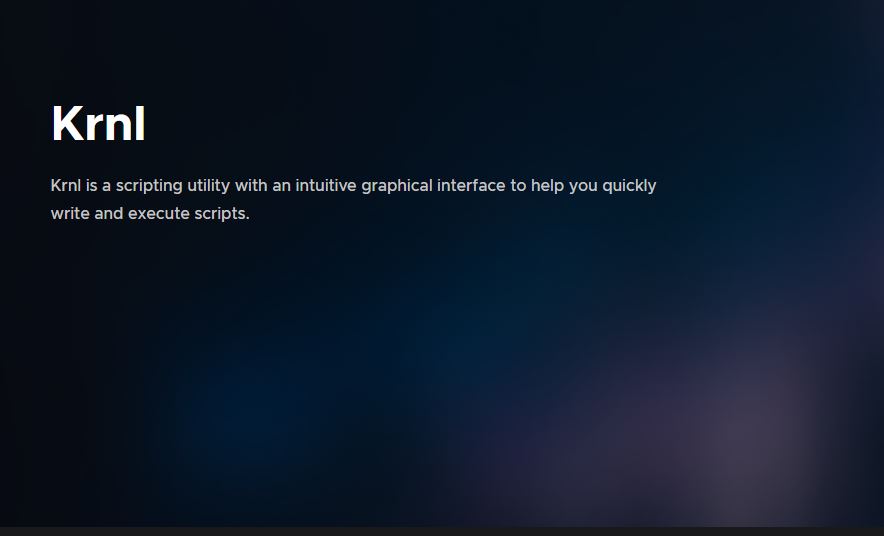 Krnl
Krnl is a scripting utility with an intuitive graphical interface to help you quickly
write and execute scripts.